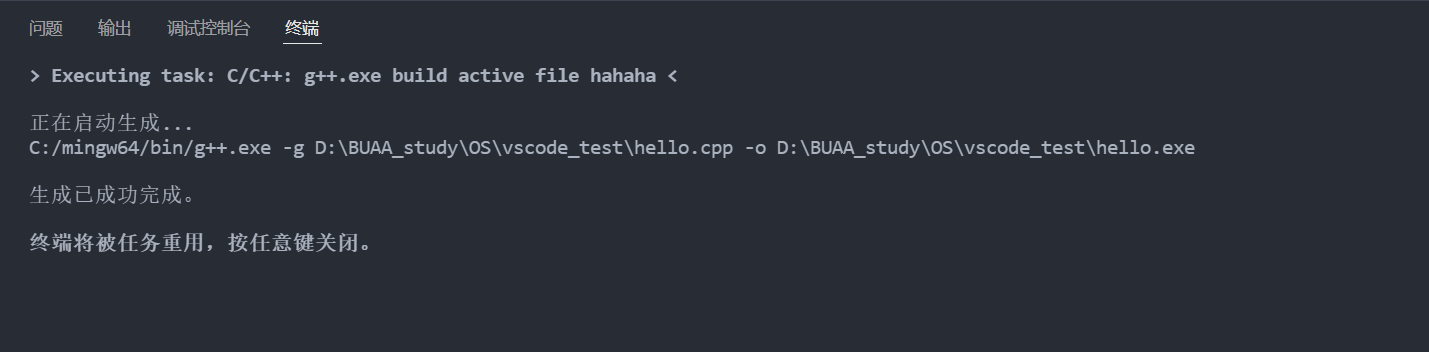 问题 输出 调试控制台 终端
> Executing task: C/C++: g++.exe build active file hahaha <
正在启动生成...
C:/mingw64/bin/g++.exe -g D:\BUAA_study\OS\vscode_test\hello.cpp -o D:\BUAA_study\OS\vscode_test\hello.exe
生成已成功完成。
终端将被任务重用，按任意键关闭。